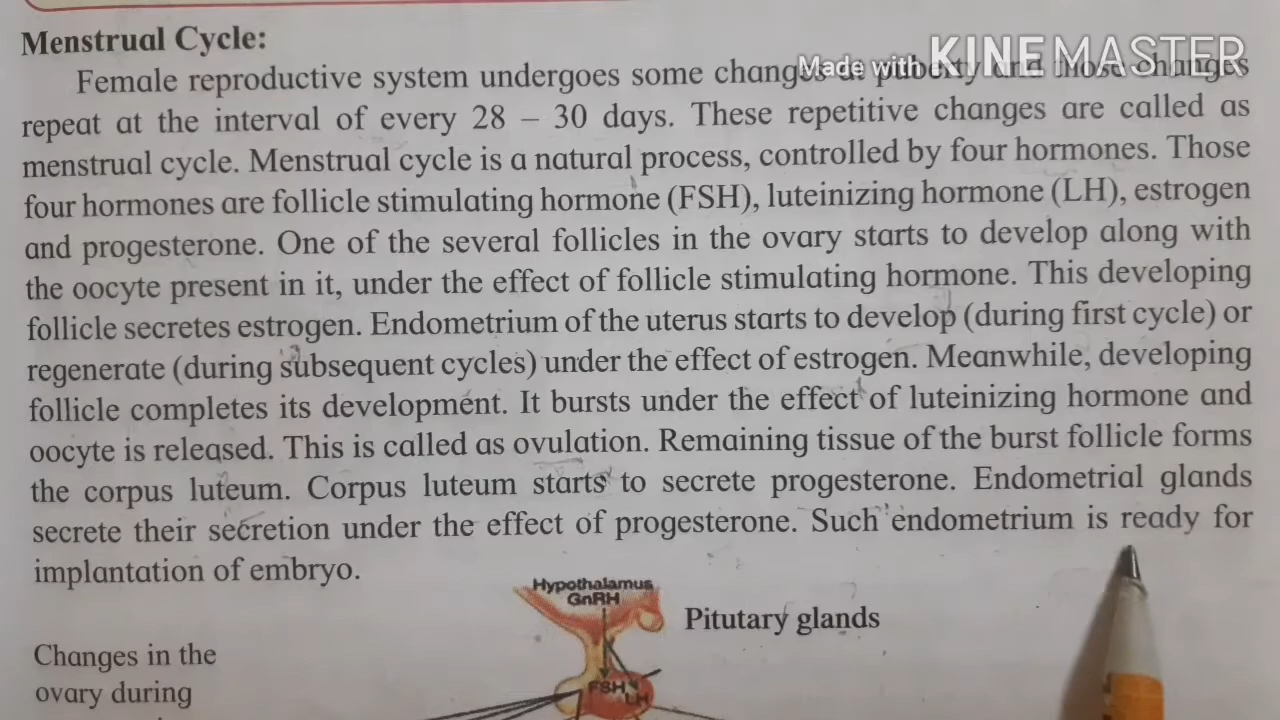 Menstrual Cycle:
Made with KINEMASTER
Female reproductive system undergoes some changes at puberty and those changes
repeat at the interval of every 28 – 30 days. These repetitive changes are called as
menstrual cycle. Menstrual cycle is a natural process, controlled by four hormones. Those
four hormones are follicle stimulating hormone (FSH), luteinizing hormone (LH), estrogen
and progesterone. One of the several follicles in the ovary starts to develop along with
the oocyte present in it, under the effect of follicle stimulating hormone. This developing
follicle secretes estrogen. Endometrium of the uterus starts to develop (during first cycle) or
regenerate (during subsequent cycles) under the effect of estrogen. Meanwhile, developing
follicle completes its development. It bursts under the effect of luteinizing hormone and
oocyte is released. This is called as ovulation. Remaining tissue of the burst follicle forms
the corpus luteum. Corpus luteum starts to secrete progesterone. Endometrial glands
secrete their secretion under the effect of progesterone. Such endometrium is ready for
implantation of embryo.
Hypothalamus
GnRH
Pitutary glands
Changes in the
ovary during
FSH
LH